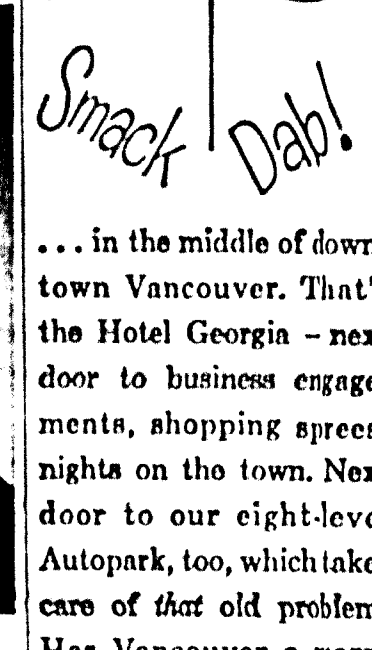 Smack Dab!
... in the middle of down
town Vancouver. That'
the Hotel Georgia – nex
door to business engage
ments, shopping sprees
nights on the town. Nex
door to our eight-leve
Autopark, too, which take
care of that old problem